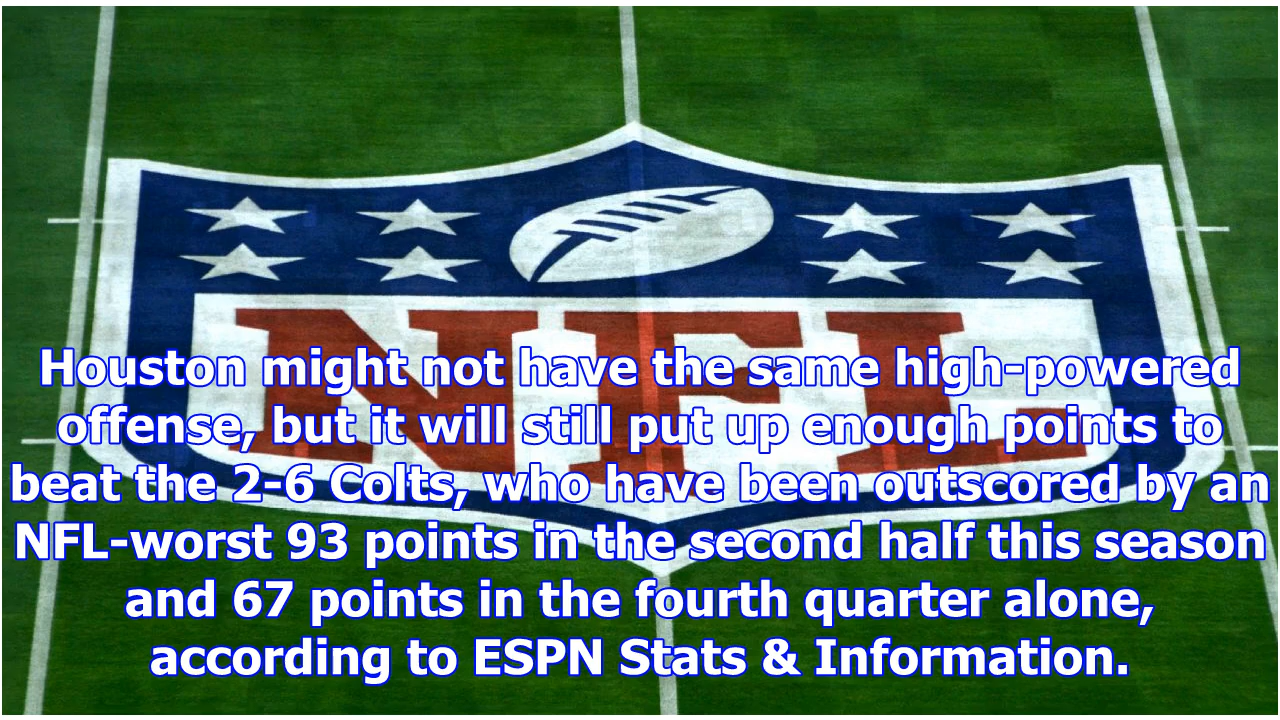 NFL
Houston might not have the same high-powered
offense, but it will still put up enough points to
beat the 2-6 Colts, who have been outscored by an
NFL-worst 93 points in the second half this season
and 67 points in the fourth quarter alone,
according to ESPN Stats & Information.